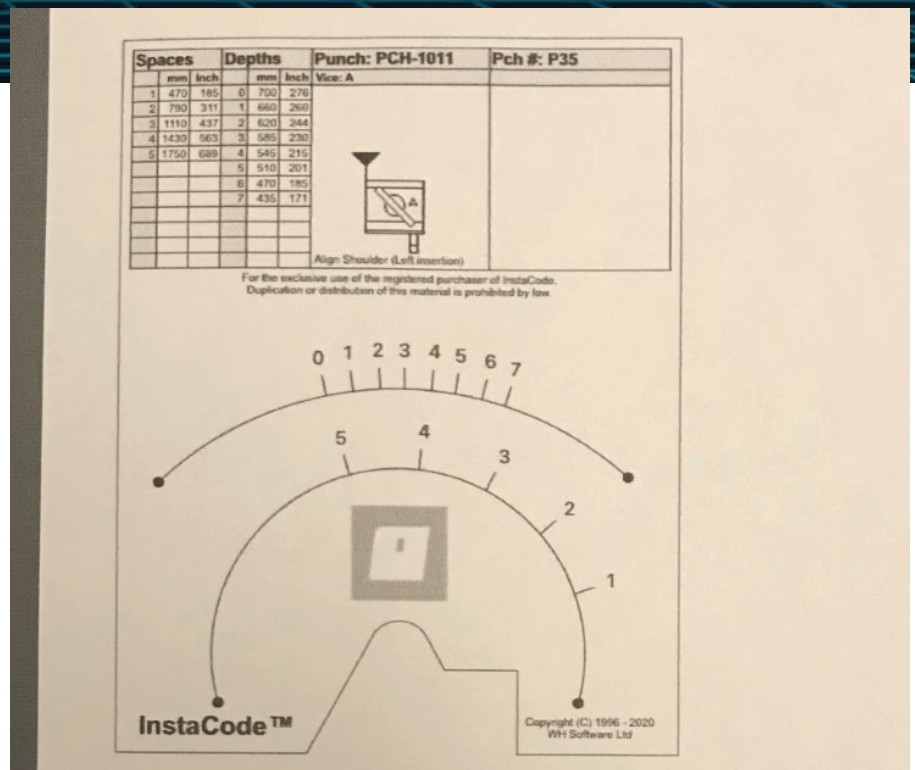 Spaces Depths Punch: PCH-1011 Pch #: P35
mm Inch mm Inch Vice: A
1 470 185 0 700 276
2 790 311 1 660 260
3 1110 437 2 620 244
4 1430 563 3 585 230
5 1750 689 4 545 215
5 510 201
6 470 185
7 435 171
A
Align Shoulder (Left insertion)
For the exclusive use of the registered purchaser of InstaCode.
Duplication or distribution of this material is prohibited by law.
0 1 2 3 4 5 6 7
5 4 3 2 1
InstaCode™
Copyright (C) 1996 - 2020
WH Software Ltd